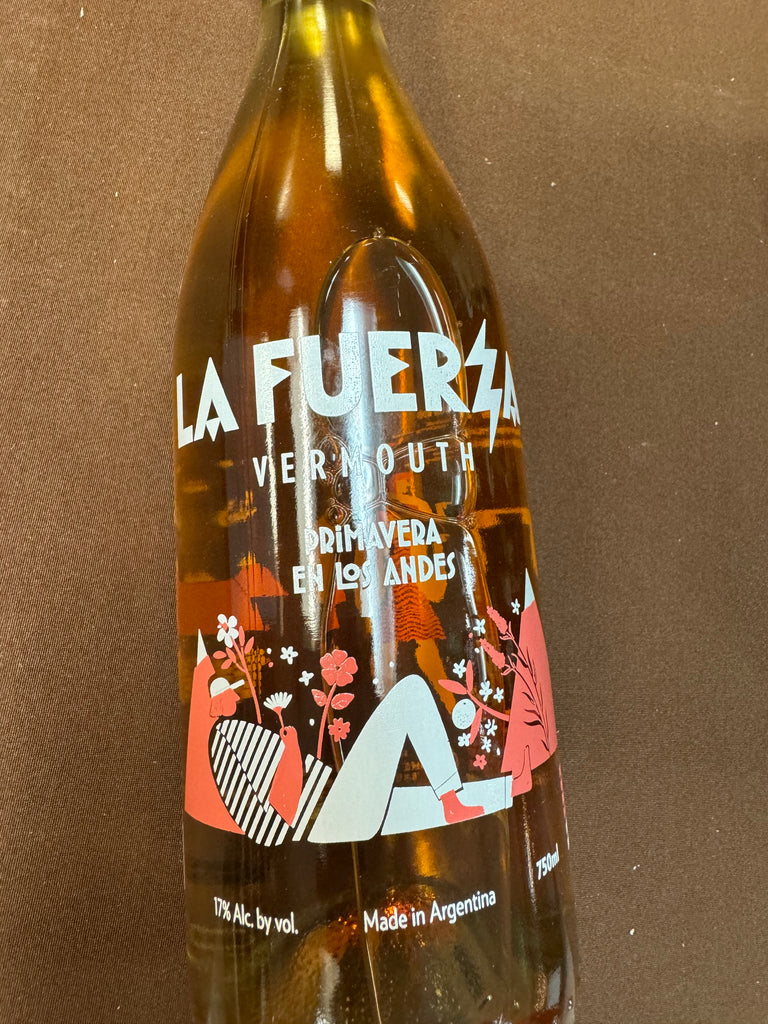 LA FUERZA
VERMOUTH
PRiMAVERA
EN LOS ANDES
750ml
17% Alc. by vol.
Made in Argentina